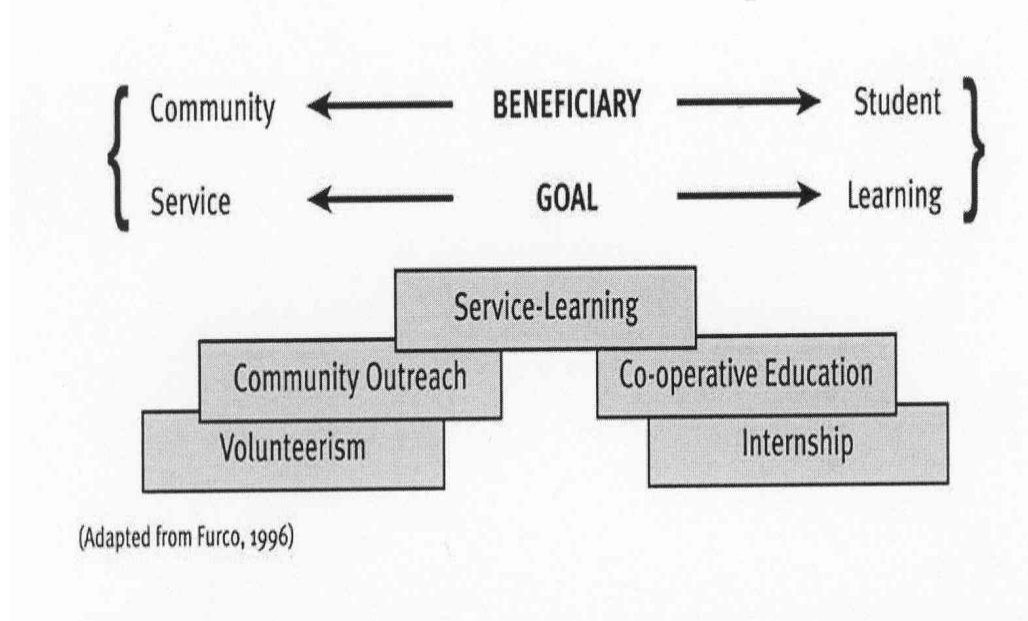 Community BENEFICIARY Student
Service GOAL Learning
Service-Learning
Community Outreach Co-operative Education
Volunteerism Internship
(Adapted from Furco, 1996)